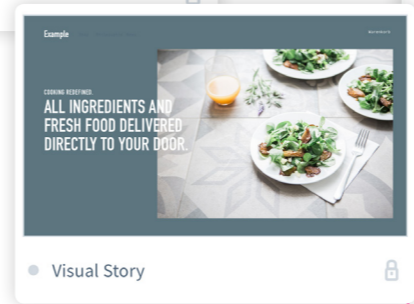 Example
COOKING REDEFINED.
ALL INGREDIENTS AND
FRESH FOOD DELIVERED
DIRECTLY TO YOUR DOOR.
Visual Story